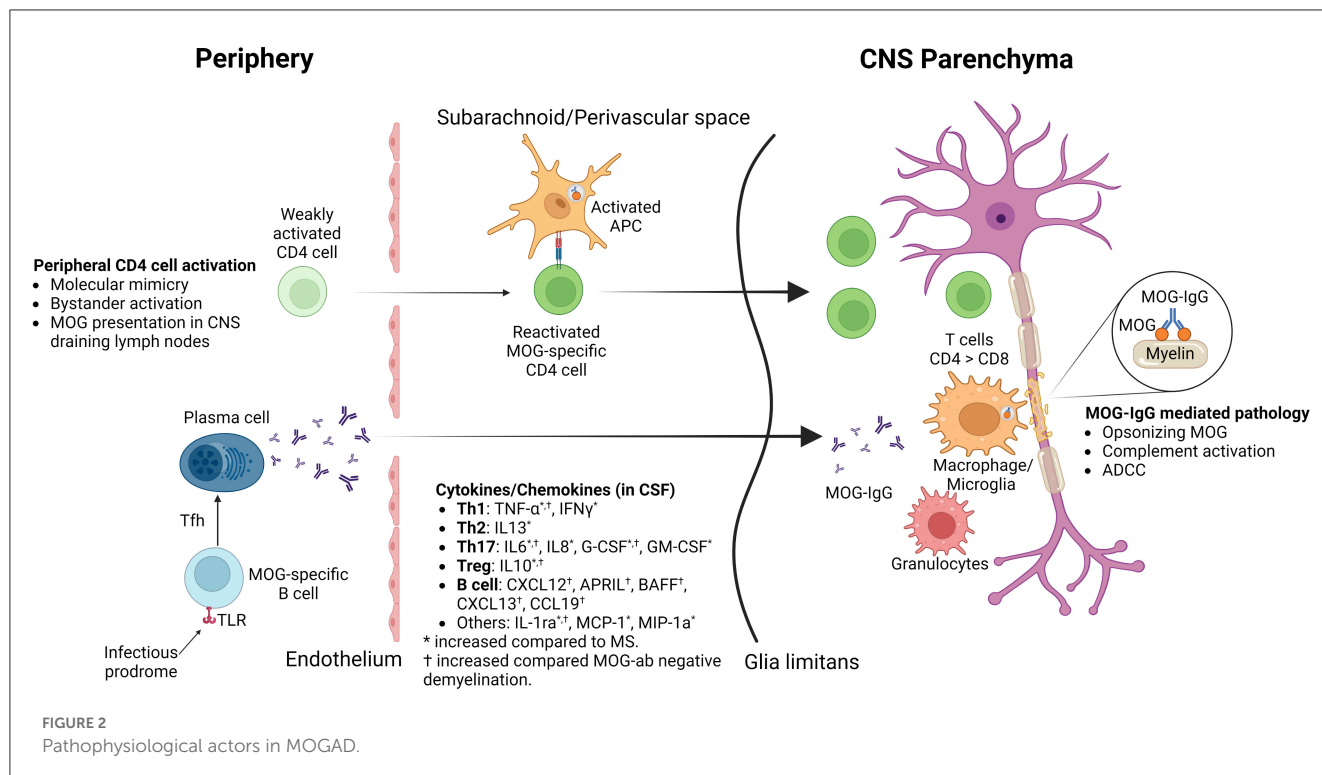 Periphery
CNS Parenchyma
Subarachnoid/Perivascular space
Weakly
activated
CD4 cell
Activated
APC
Peripheral CD4 cell activation
• Molecular mimicry
• Bystander activation
• MOG presentation in CNS
draining lymph nodes
Reactivated
MOG-specific
CD4 cell
T cells
CD4 > CD8
MOG-IgG
MOG
Myelin
Plasma cell
MOG-IgG
Macrophage/
Microglia
MOG-IgG mediated pathology
• Opsonizing MOG
• Complement activation
• ADCC
Granulocytes
Tfh
MOG-specific
B cell
TLR
Infectious
prodrome
Endothelium
Cytokines/Chemokines (in CSF)
• Th1: TNF-α*,†, IFNγ*
• Th2: IL13*
• Th17: IL6*,†, IL8*, G-CSF*,†, GM-CSF*
• Treg: IL10*,†
• B cell: CXCL12†, APRIL†, BAFF†,
CXCL13†, CCL19†
• Others: IL-1ra*,†, MCP-1*, MIP-1a*
* increased compared to MS.
† increased compared MOG-ab negative
demyelination.
Glia limitans
FIGURE 2
Pathophysiological actors in MOGAD.